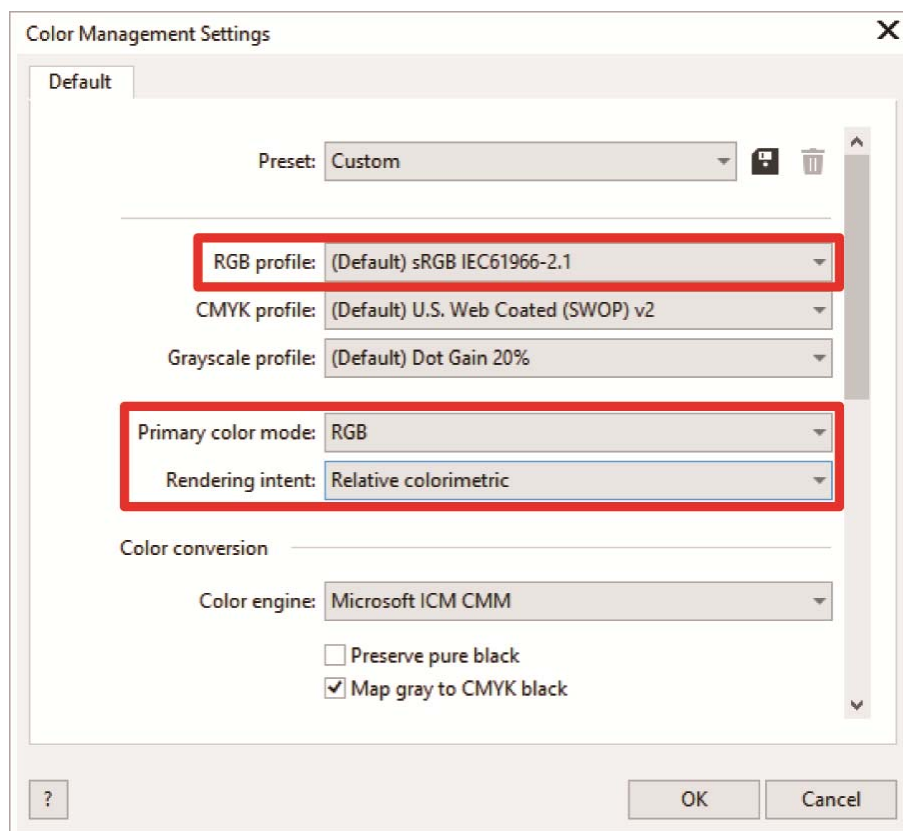 Color Management Settings
Default
Preset: Custom
RGB profile: (Default) sRGB IEC61966-2.1
CMYK profile: (Default) U.S. Web Coated (SWOP) v2
Grayscale profile: (Default) Dot Gain 20%
Primary color mode: RGB
Rendering intent: Relative colorimetric
Color conversion
Color engine: Microsoft ICM CMM
Preserve pure black
Map gray to CMYK black
? OK Cancel